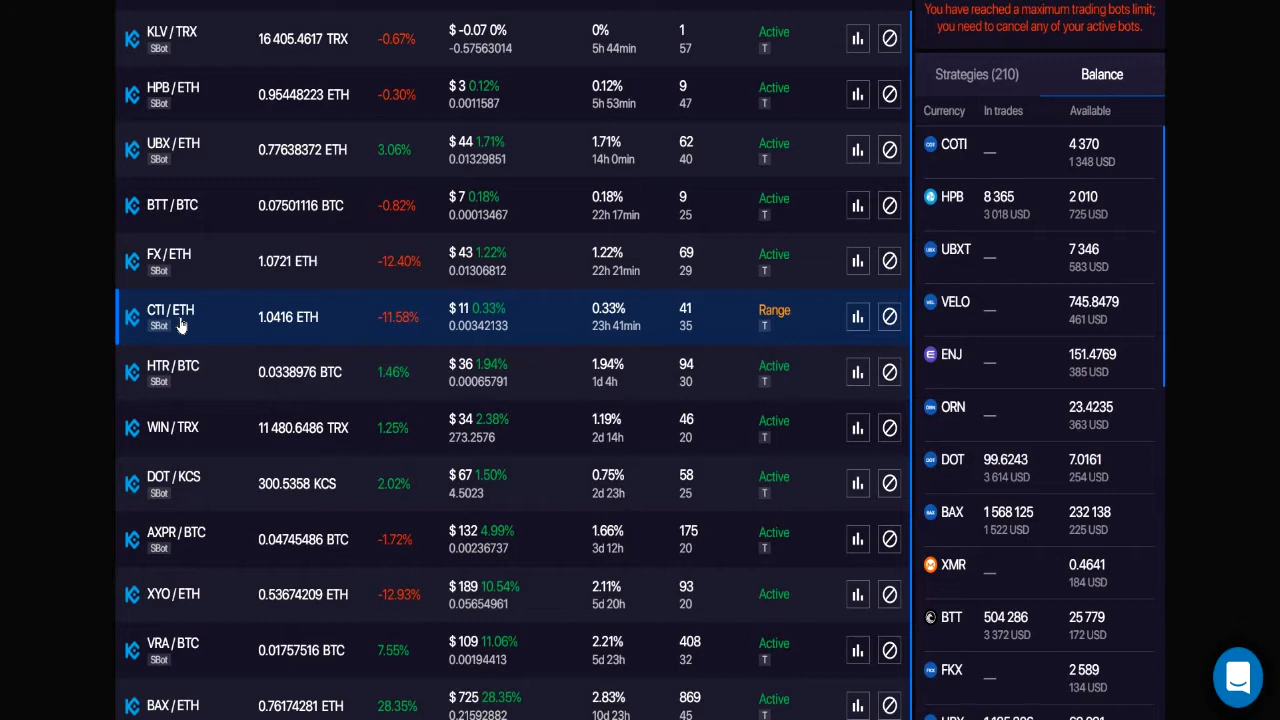 You have reached a maximum trading bots limit;
you need to cancel any of your active bots.
KLV / TRX
SBot
16 405.4617 TRX
-0.67%
$ -0.07 0%
-0.57563014
0%
5h 44min
1
57
Active
T
HPB / ETH
SBot
0.95448223 ETH
-0.30%
$ 3 0.12%
0.0011587
0.12%
5h 53min
9
47
Active
T
UBX / ETH
SBot
0.77638372 ETH
3.06%
$ 44 1.71%
0.01329851
1.71%
14h 0min
62
40
Active
T
BTT / BTC
0.07501116 BTC
-0.82%
$ 7 0.18%
0.00013467
0.18%
22h 17min
9
25
Active
T
FX / ETH
SBot
1.0721 ETH
-12.40%
$ 43 1.22%
0.01306812
1.22%
22h 21min
69
29
Active
T
CTI / ETH
SBot
1.0416 ETH
-11.58%
$ 11 0.33%
0.00342133
0.33%
23h 41min
41
35
Range
T
HTR / BTC
SBot
0.0338976 BTC
1.46%
$ 36 1.94%
0.00065791
1.94%
1d 4h
94
30
Active
T
WIN / TRX
11 480.6486 TRX
1.25%
$ 34 2.38%
273.2576
1.19%
2d 14h
46
20
Active
T
DOT / KCS
SBot
300.5358 KCS
2.02%
$ 67 1.50%
4.5023
0.75%
2d 23h
58
25
Active
T
AXPR / BTC
SBot
0.04745486 BTC
-1.72%
$ 132 4.99%
0.00236737
1.66%
3d 12h
175
20
Active
T
XYO / ETH
0.53674209 ETH
-12.93%
$ 189 10.54%
0.05654961
2.11%
5d 20h
93
20
Active
VRA / BTC
SBot
0.01757516 BTC
7.55%
$ 109 11.06%
0.00194413
2.21%
5d 23h
408
32
Active
T
BAX / ETH
0.76174281 ETH
28.35%
$ 725 28.35%
0.21592882
2.83%
10d 23h
869
45
Active
T
Strategies (210)
Balance
Currency
In trades
Available
COTI
4 370
1 348 USD
HPB
8 365
3 018 USD
2 010
725 USD
UBXT
7 346
583 USD
VELO
745.8479
461 USD
ENJ
151.4769
385 USD
ORN
23.4235
363 USD
DOT
99.6243
3 614 USD
7.0161
254 USD
BAX
1 568 125
1 522 USD
232 138
225 USD
XMR
0.4641
184 USD
BTT
504 286
3 372 USD
25 779
172 USD
FKX
2 589
134 USD